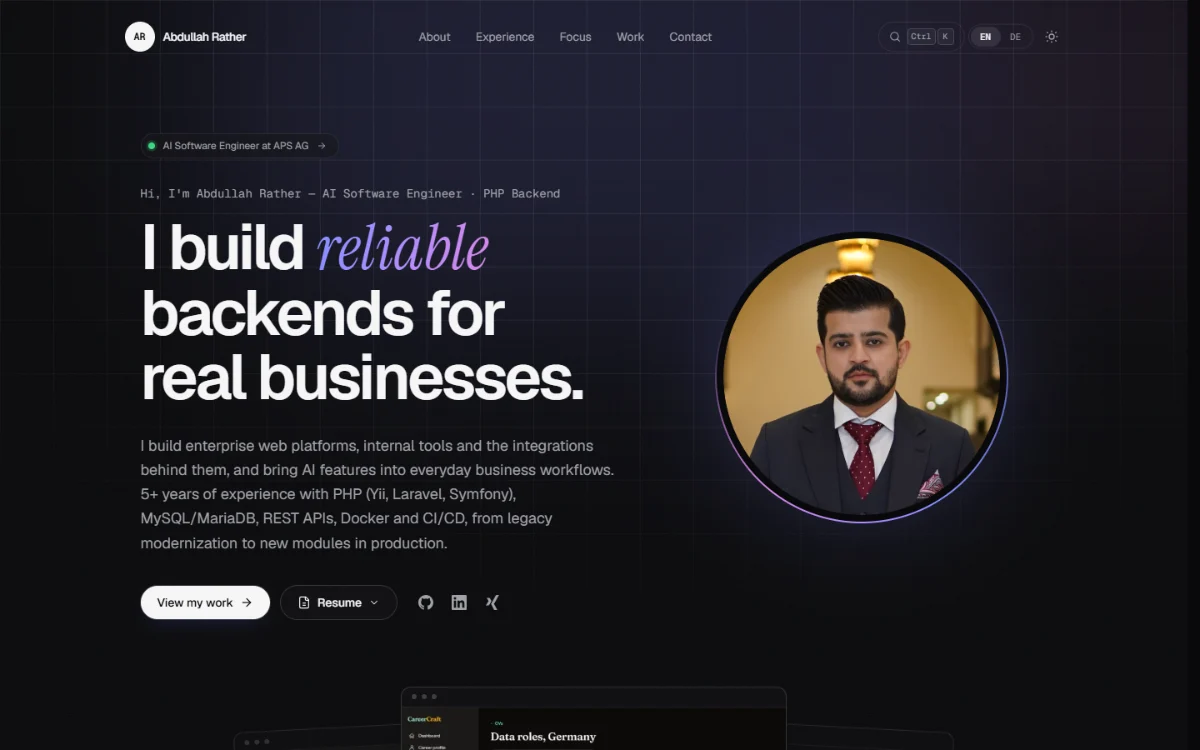 AR Abdullah Rather
About Experience Focus Work Contact
Ctrl K
EN DE
AI Software Engineer at APS AG →
Hi, I'm Abdullah Rather — AI Software Engineer · PHP Backend
I build reliable
backends for
real businesses.
I build enterprise web platforms, internal tools and the integrations
behind them, and bring AI features into everyday business workflows.
5+ years of experience with PHP (Yii, Laravel, Symfony),
MySQL/MariaDB, REST APIs, Docker and CI/CD, from legacy
modernization to new modules in production.
View my work →
Resume
in
CareerCraft
Dashboard
Career profile
Data roles, Germany